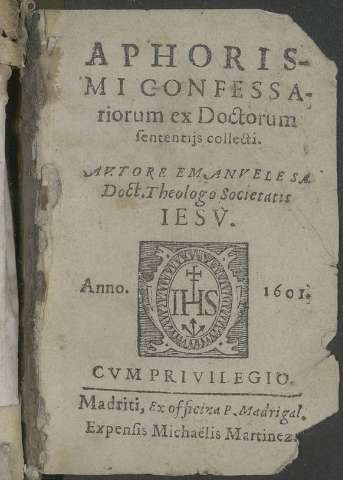 APHORIS-
MI CONFESSA-
riorum ex Doctorum
sententijs collecti.
AVTORE EMANVELE SA
Doct. Theologo Societatis
IESV.
Anno. 1601.
IHS
CVM PRIVILEGIO.
Madriti, Ex officina P. Madrigal.
Expensis Michaëlis Martinez.